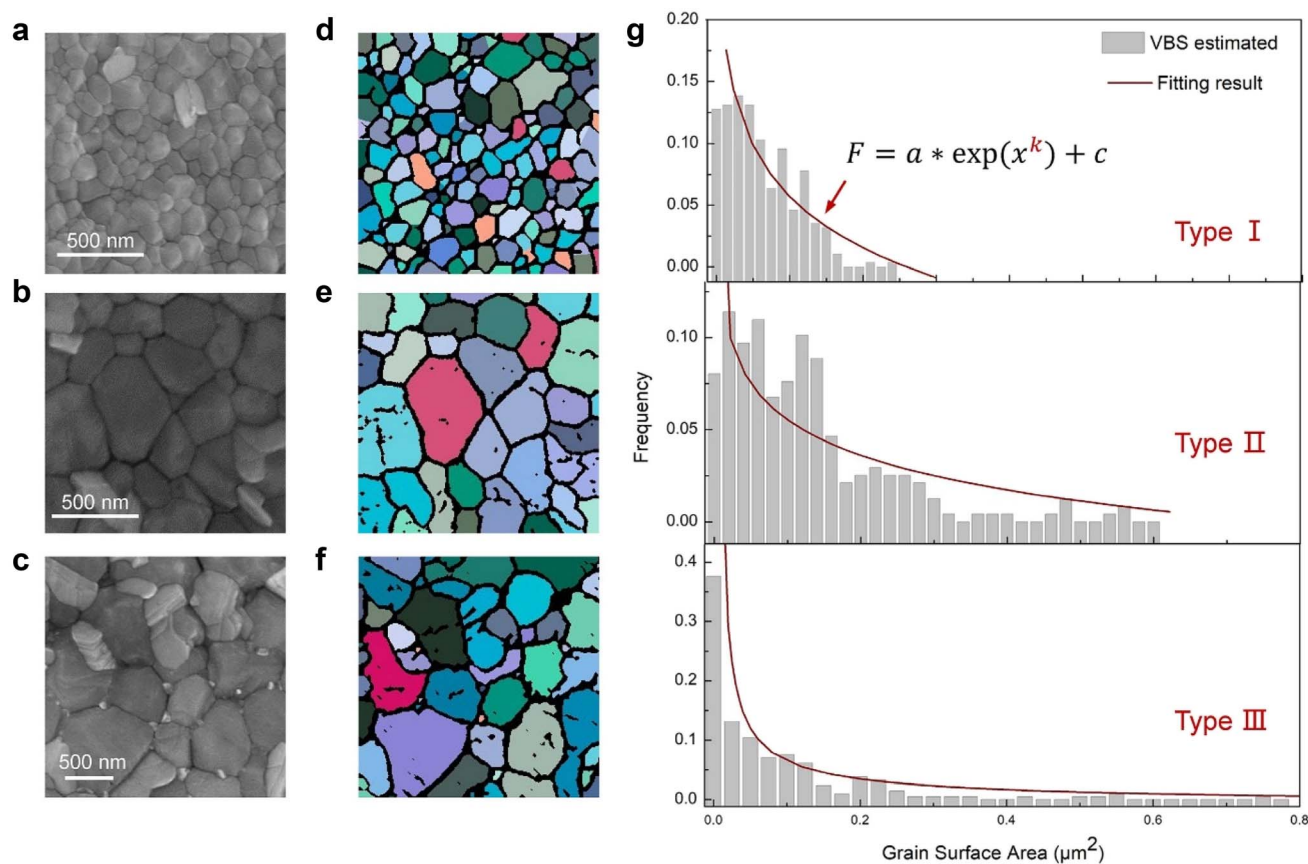 a
500 nm
b
500 nm
c
500 nm
d
e
f
g
VBS estimated
Fitting result
F = a * exp(x^k) + c
Type Ⅰ
0.20
0.15
0.10
0.05
0.00
Type Ⅱ
0.10
0.05
0.00
Frequency
Type Ⅲ
0.4
0.3
0.4
0.1
0.0
0.0
0.2
0.4
0.6
0.8
Grain Surface Area (μm²)